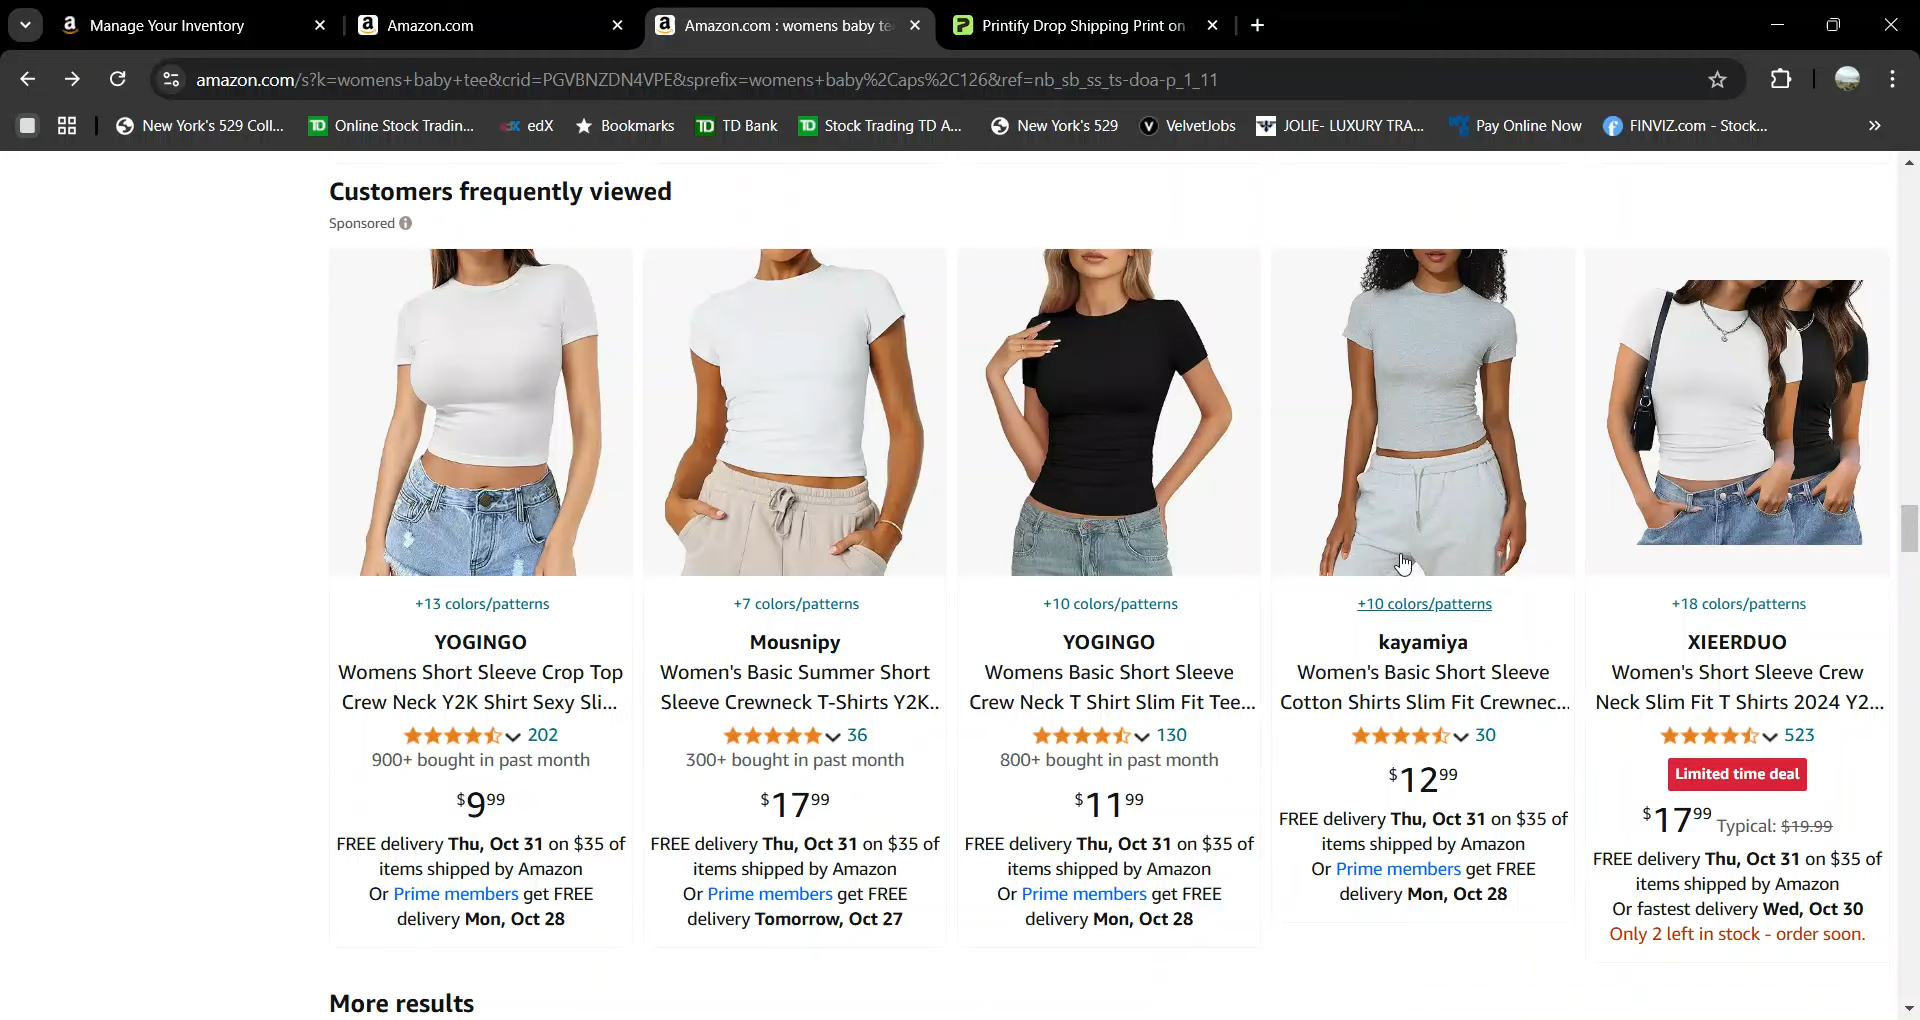 Manage Your Inventory
Amazon.com
Amazon.com : womens baby te
Printify Drop Shipping Print on
amazon.com/s?k=womens+baby+tee&crid=PGVBNZDN4VPE&sprefix=womens+baby%2Caps%2C126&ref=nb_sb_ss_ts-doa-p_1_11
New York's 529 Coll...
Online Stock Tradin...
edX
Bookmarks
TD Bank
Stock Trading TD A...
New York's 529
VelvetJobs
JOLIE- LUXURY TRA...
Pay Online Now
FINVIZ.com - Stock...
Customers frequently viewed
Sponsored
+13 colors/patterns
YOGINGO
Womens Short Sleeve Crop Top
Crew Neck Y2K Shirt Sexy Sli...
202
900+ bought in past month
$9.99
FREE delivery Thu, Oct 31 on $35 of
items shipped by Amazon
Or Prime members get FREE
delivery Mon, Oct 28
+7 colors/patterns
Mousnipy
Women's Basic Summer Short
Sleeve Crewneck T-Shirts Y2K...
36
300+ bought in past month
$17.99
FREE delivery Thu, Oct 31 on $35 of
items shipped by Amazon
Or Prime members get FREE
delivery Tomorrow, Oct 27
+10 colors/patterns
YOGINGO
Womens Basic Short Sleeve
Crew Neck T Shirt Slim Fit Tee...
130
800+ bought in past month
$11.99
FREE delivery Thu, Oct 31 on $35 of
items shipped by Amazon
Or Prime members get FREE
delivery Mon, Oct 28
+10 colors/patterns
kayamiya
Women's Basic Short Sleeve
Cotton Shirts Slim Fit Crewnec...
30
$12.99
FREE delivery Thu, Oct 31 on $35 of
items shipped by Amazon
Or Prime members get FREE
delivery Mon, Oct 28
+18 colors/patterns
XIEERDUO
Women's Short Sleeve Crew
Neck Slim Fit T Shirts 2024 Y2...
523
Limited time deal
$17.99 Typical: $19.99
FREE delivery Thu, Oct 31 on $35 of
items shipped by Amazon
Or fastest delivery Wed, Oct 30
Only 2 left in stock - order soon.
More results